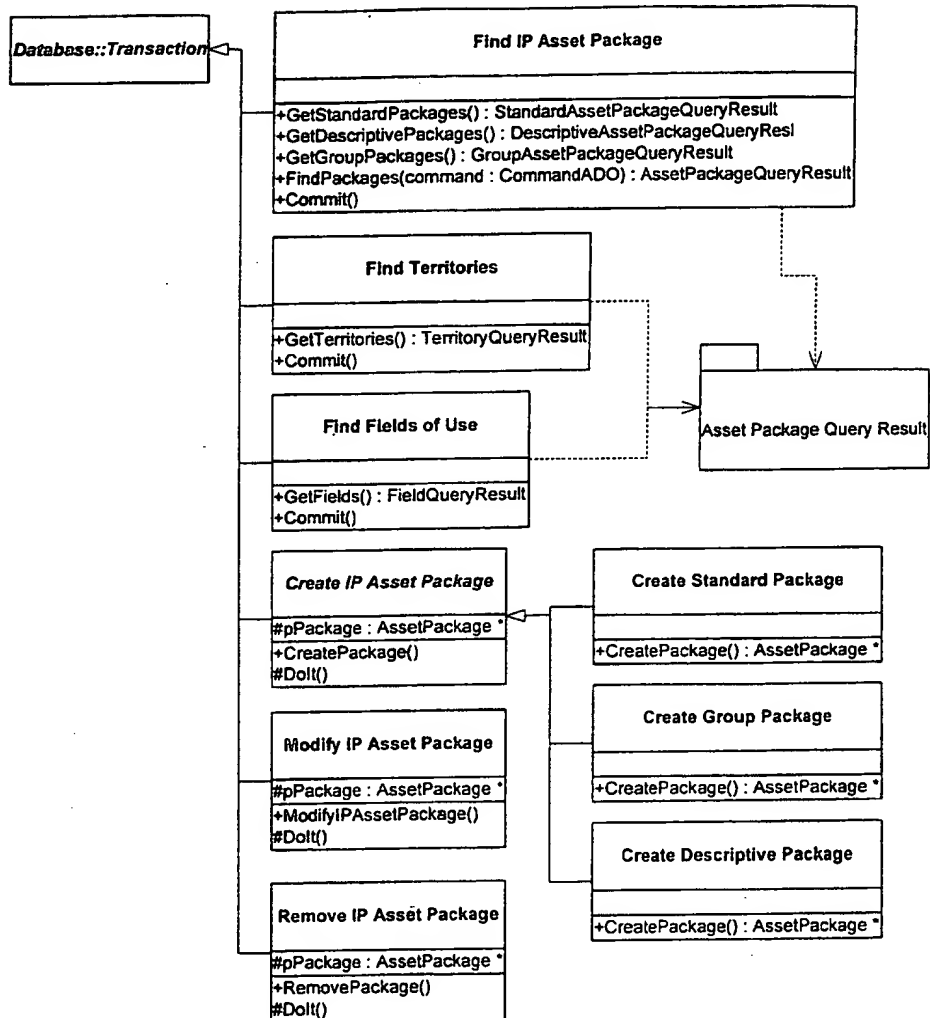 Database::Transaction
Find IP Asset Package
+GetStandardPackages() : StandardAssetPackageQueryResult
+GetDescriptivePackages() : DescriptiveAssetPackageQueryResl
+GetGroupPackages() : GroupAssetPackageQueryResult
+FindPackages(command : CommandADO) : AssetPackageQueryResult
+Commit()
Find Territories
+GetTerritories() : TerritoryQueryResult
+Commit()
Asset Package Query Result
Find Fields of Use
+GetFields() : FieldQueryResult
+Commit()
Create IP Asset Package
#pPackage : AssetPackage *
+CreatePackage()
#DoIt()
Create Standard Package
+CreatePackage() : AssetPackage *
Create Group Package
+CreatePackage() : AssetPackage *
Modify IP Asset Package
#pPackage : AssetPackage *
+ModifyIPAssetPackage()
#DoIt()
Create Descriptive Package
+CreatePackage() : AssetPackage *
Remove IP Asset Package
#pPackage : AssetPackage *
+RemovePackage()
#DoIt()